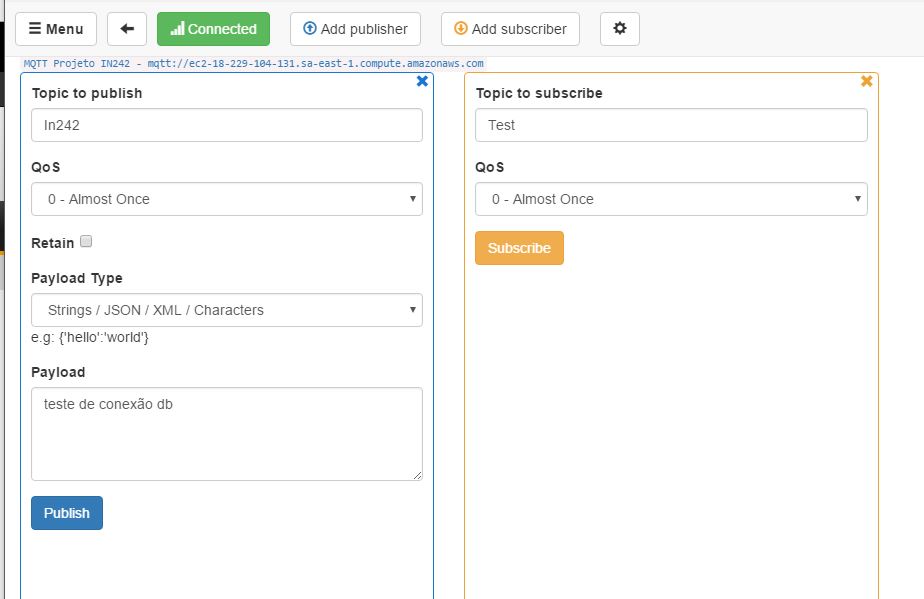 Menu
Connected
Add publisher
Add subscriber
MQTT Projeto IN242 - mqtt://ec2-18-229-104-131.sa-east-1.compute.amazonaws.com
Topic to publish
In242
QoS
0 - Almost Once
Retain
Payload Type
Strings / JSON / XML / Characters
e.g: {'hello':'world'}
Payload
teste de conexão db
Publish
Topic to subscribe
Test
QoS
0 - Almost Once
Subscribe